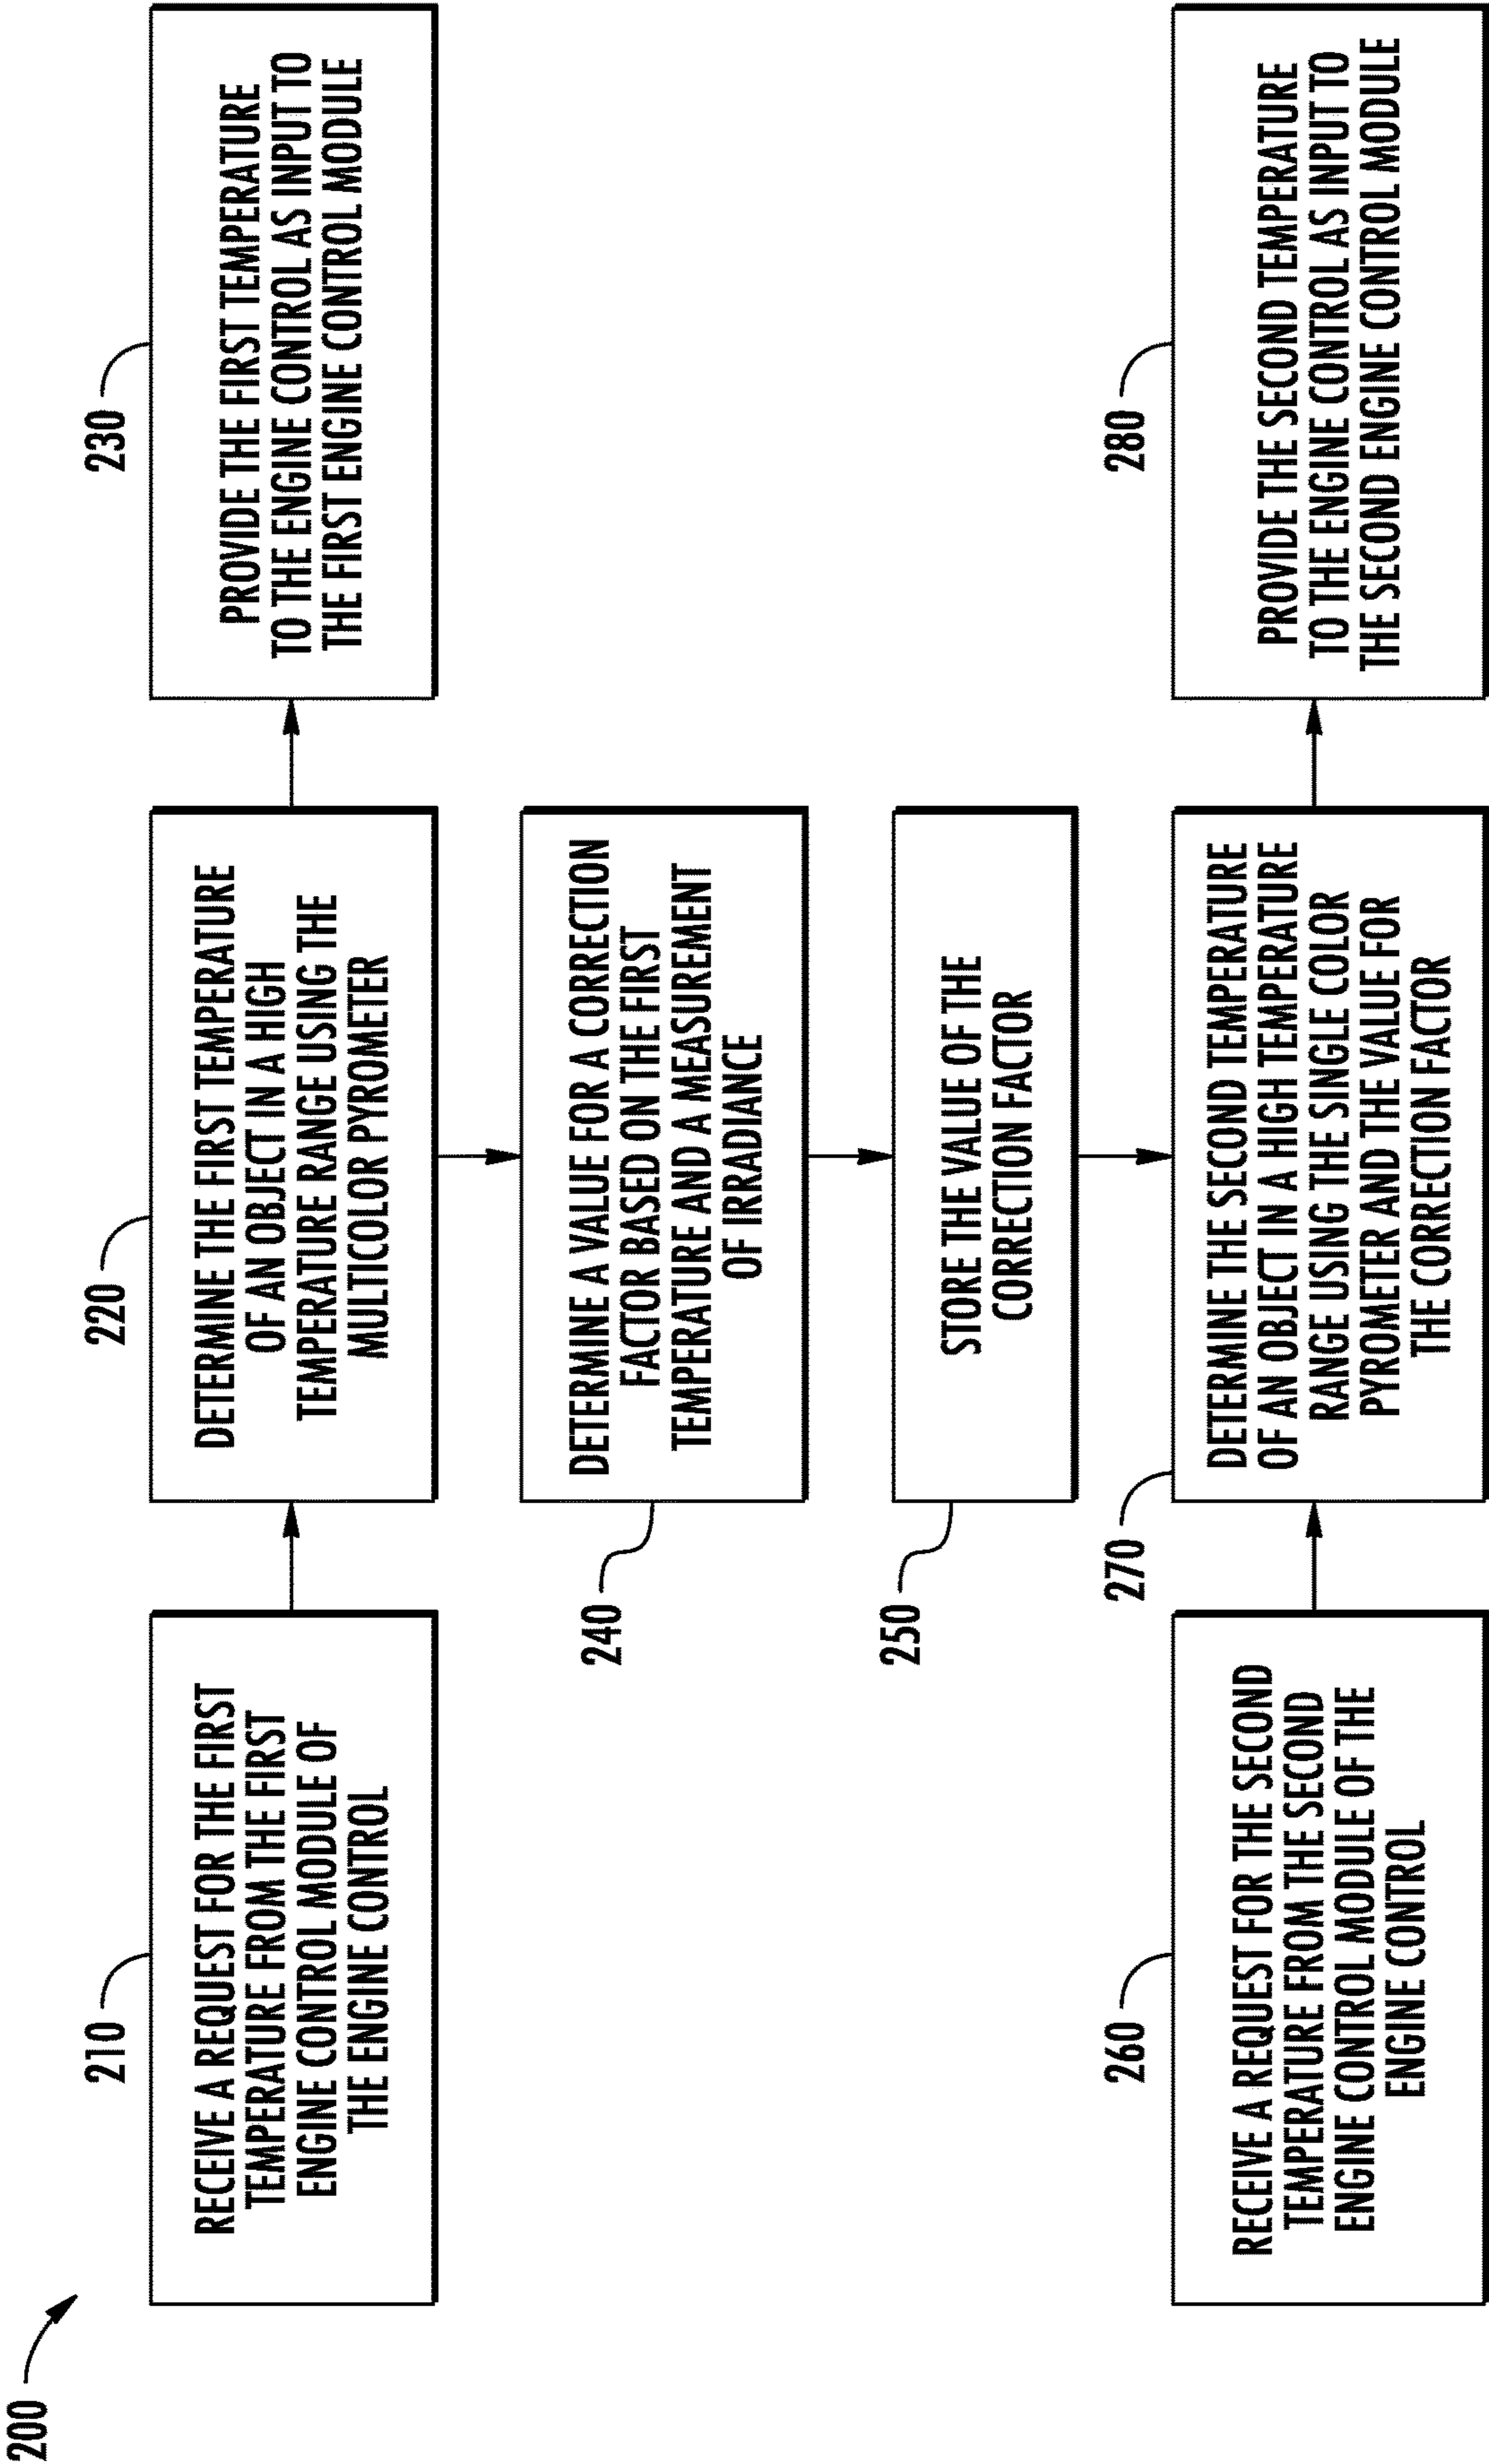 200
210
RECEIVE A REQUEST FOR THE FIRST
TEMPERATURE FROM THE FIRST
ENGINE CONTROL MODULE OF
THE ENGINE CONTROL
220
DETERMINE THE FIRST TEMPERATURE
OF AN OBJECT IN A HIGH
TEMPERATURE RANGE USING THE
MULTICOLOR PYROMETER
230
PROVIDE THE FIRST TEMPERATURE
TO THE ENGINE CONTROL AS INPUT TO
THE FIRST ENGINE CONTROL MODULE
240
DETERMINE A VALUE FOR A CORRECTION
FACTOR BASED ON THE FIRST
TEMPERATURE AND A MEASUREMENT
OF IRRADIANCE
250
STORE THE VALUE OF THE
CORRECTION FACTOR
260
RECEIVE A REQUEST FOR THE SECOND
TEMPERATURE FROM THE SECOND
ENGINE CONTROL MODULE OF THE
ENGINE CONTROL
270
DETERMINE THE SECOND TEMPERATURE
OF AN OBJECT IN A HIGH TEMPERATURE
RANGE USING THE SINGLE COLOR
PYROMETER AND THE VALUE FOR
THE CORRECTION FACTOR
280
PROVIDE THE SECOND TEMPERATURE
TO THE ENGINE CONTROL AS INPUT TO
THE SECOND ENGINE CONTROL MODULE